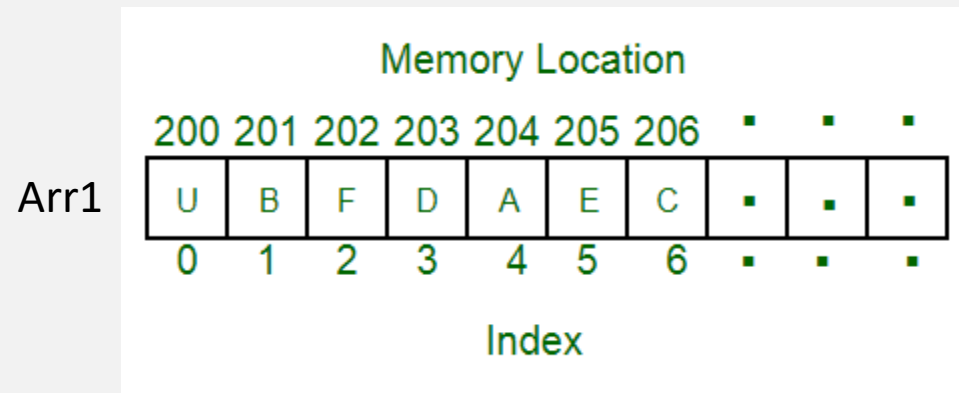 Memory Location
200 201 202 203 204 205 206 . . .
Arr1 U B F D A E C . . .
0 1 2 3 4 5 6 . . .
Index